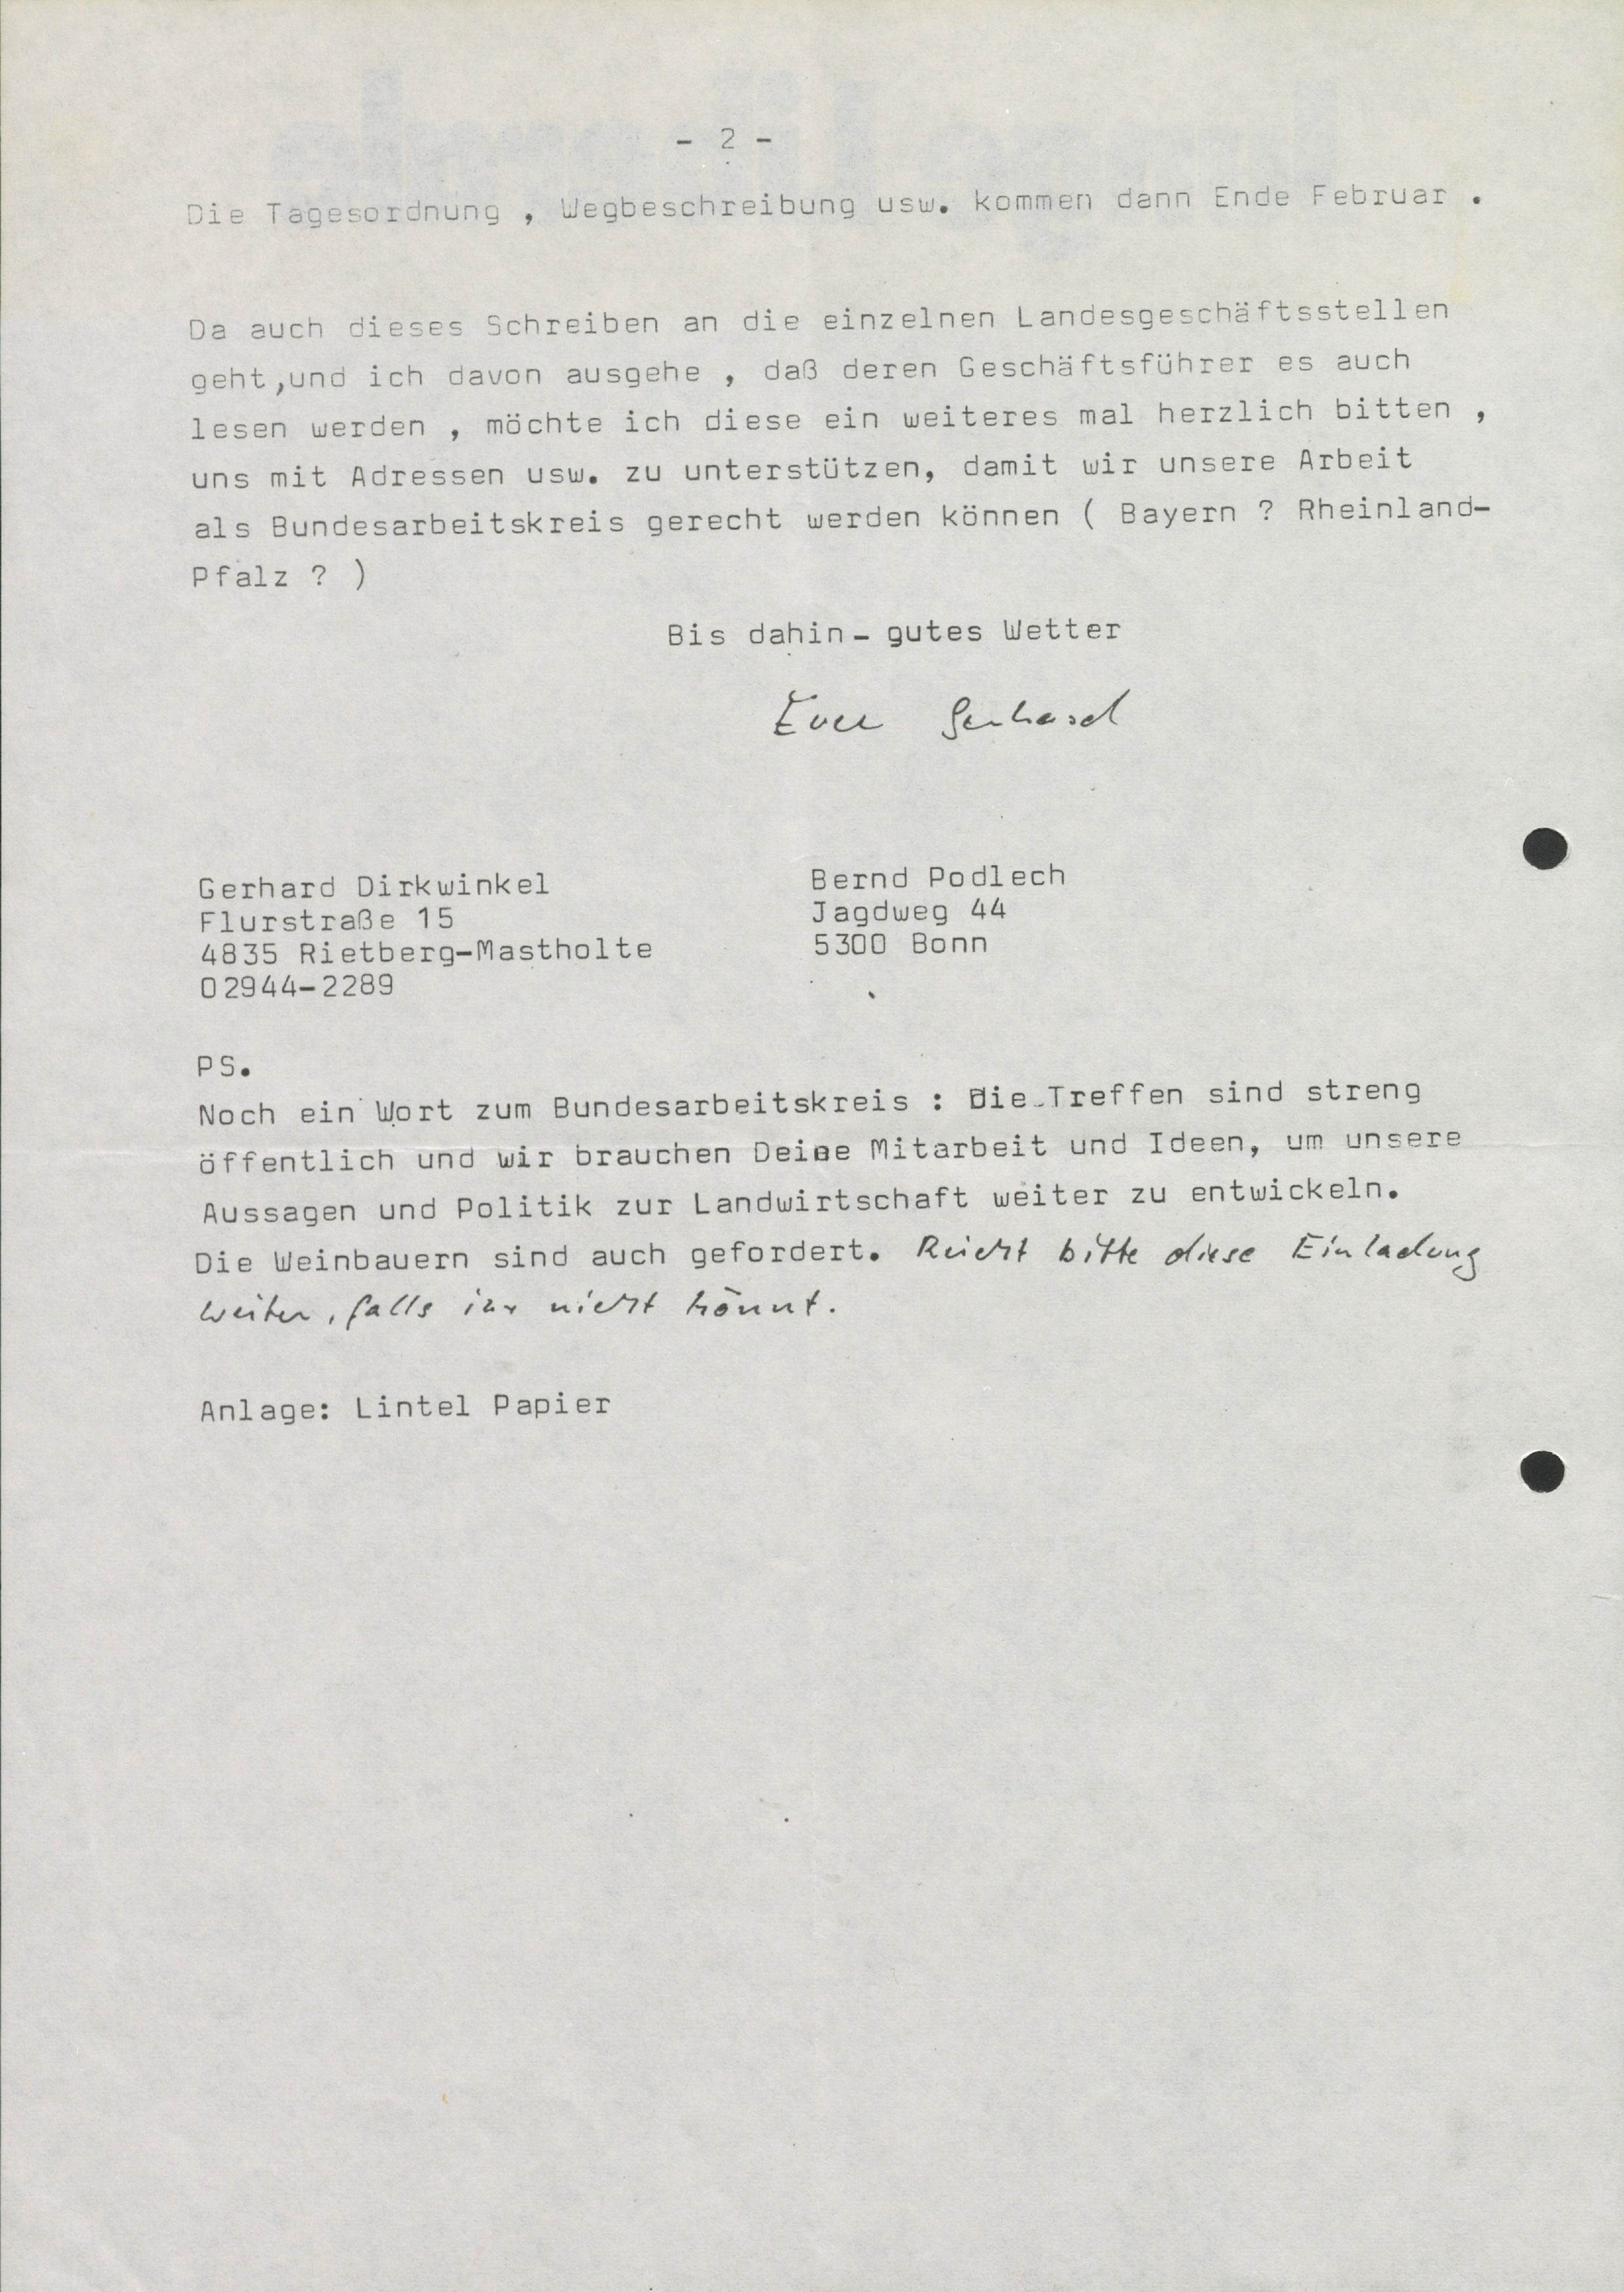 - 2 -
Die Tagesordnung , Wegbeschreibung usw. kommen dann Ende Februar .
Da auch dieses Schreiben an die einzelnen Landesgeschäftsstellen
geht,und ich davon ausgehe , daß deren Geschäftsführer es auch
lesen werden , möchte ich diese ein weiteres mal herzlich bitten ,
uns mit Adressen usw. zu unterstützen, damit wir unsere Arbeit
als Bundesarbeitskreis gerecht werden können ( Bayern ? Rheinland-
Pfalz ? )
Bis dahin - gutes Wetter
Euer Gerhard
Gerhard Dirkwinkel
Flurstraße 15
4835 Rietberg-Mastholte
02944-2289
Bernd Podlech
Jagdweg 44
5300 Bonn
PS.
Noch ein Wort zum Bundesarbeitskreis : Die Treffen sind streng
öffentlich und wir brauchen Deine Mitarbeit und Ideen, um unsere
Aussagen und Politik zur Landwirtschaft weiter zu entwickeln.
Die Weinbauern sind auch gefordert. Reicht bitte diese Einladung
weiter, falls ihr nicht könnt.
Anlage: Lintel Papier